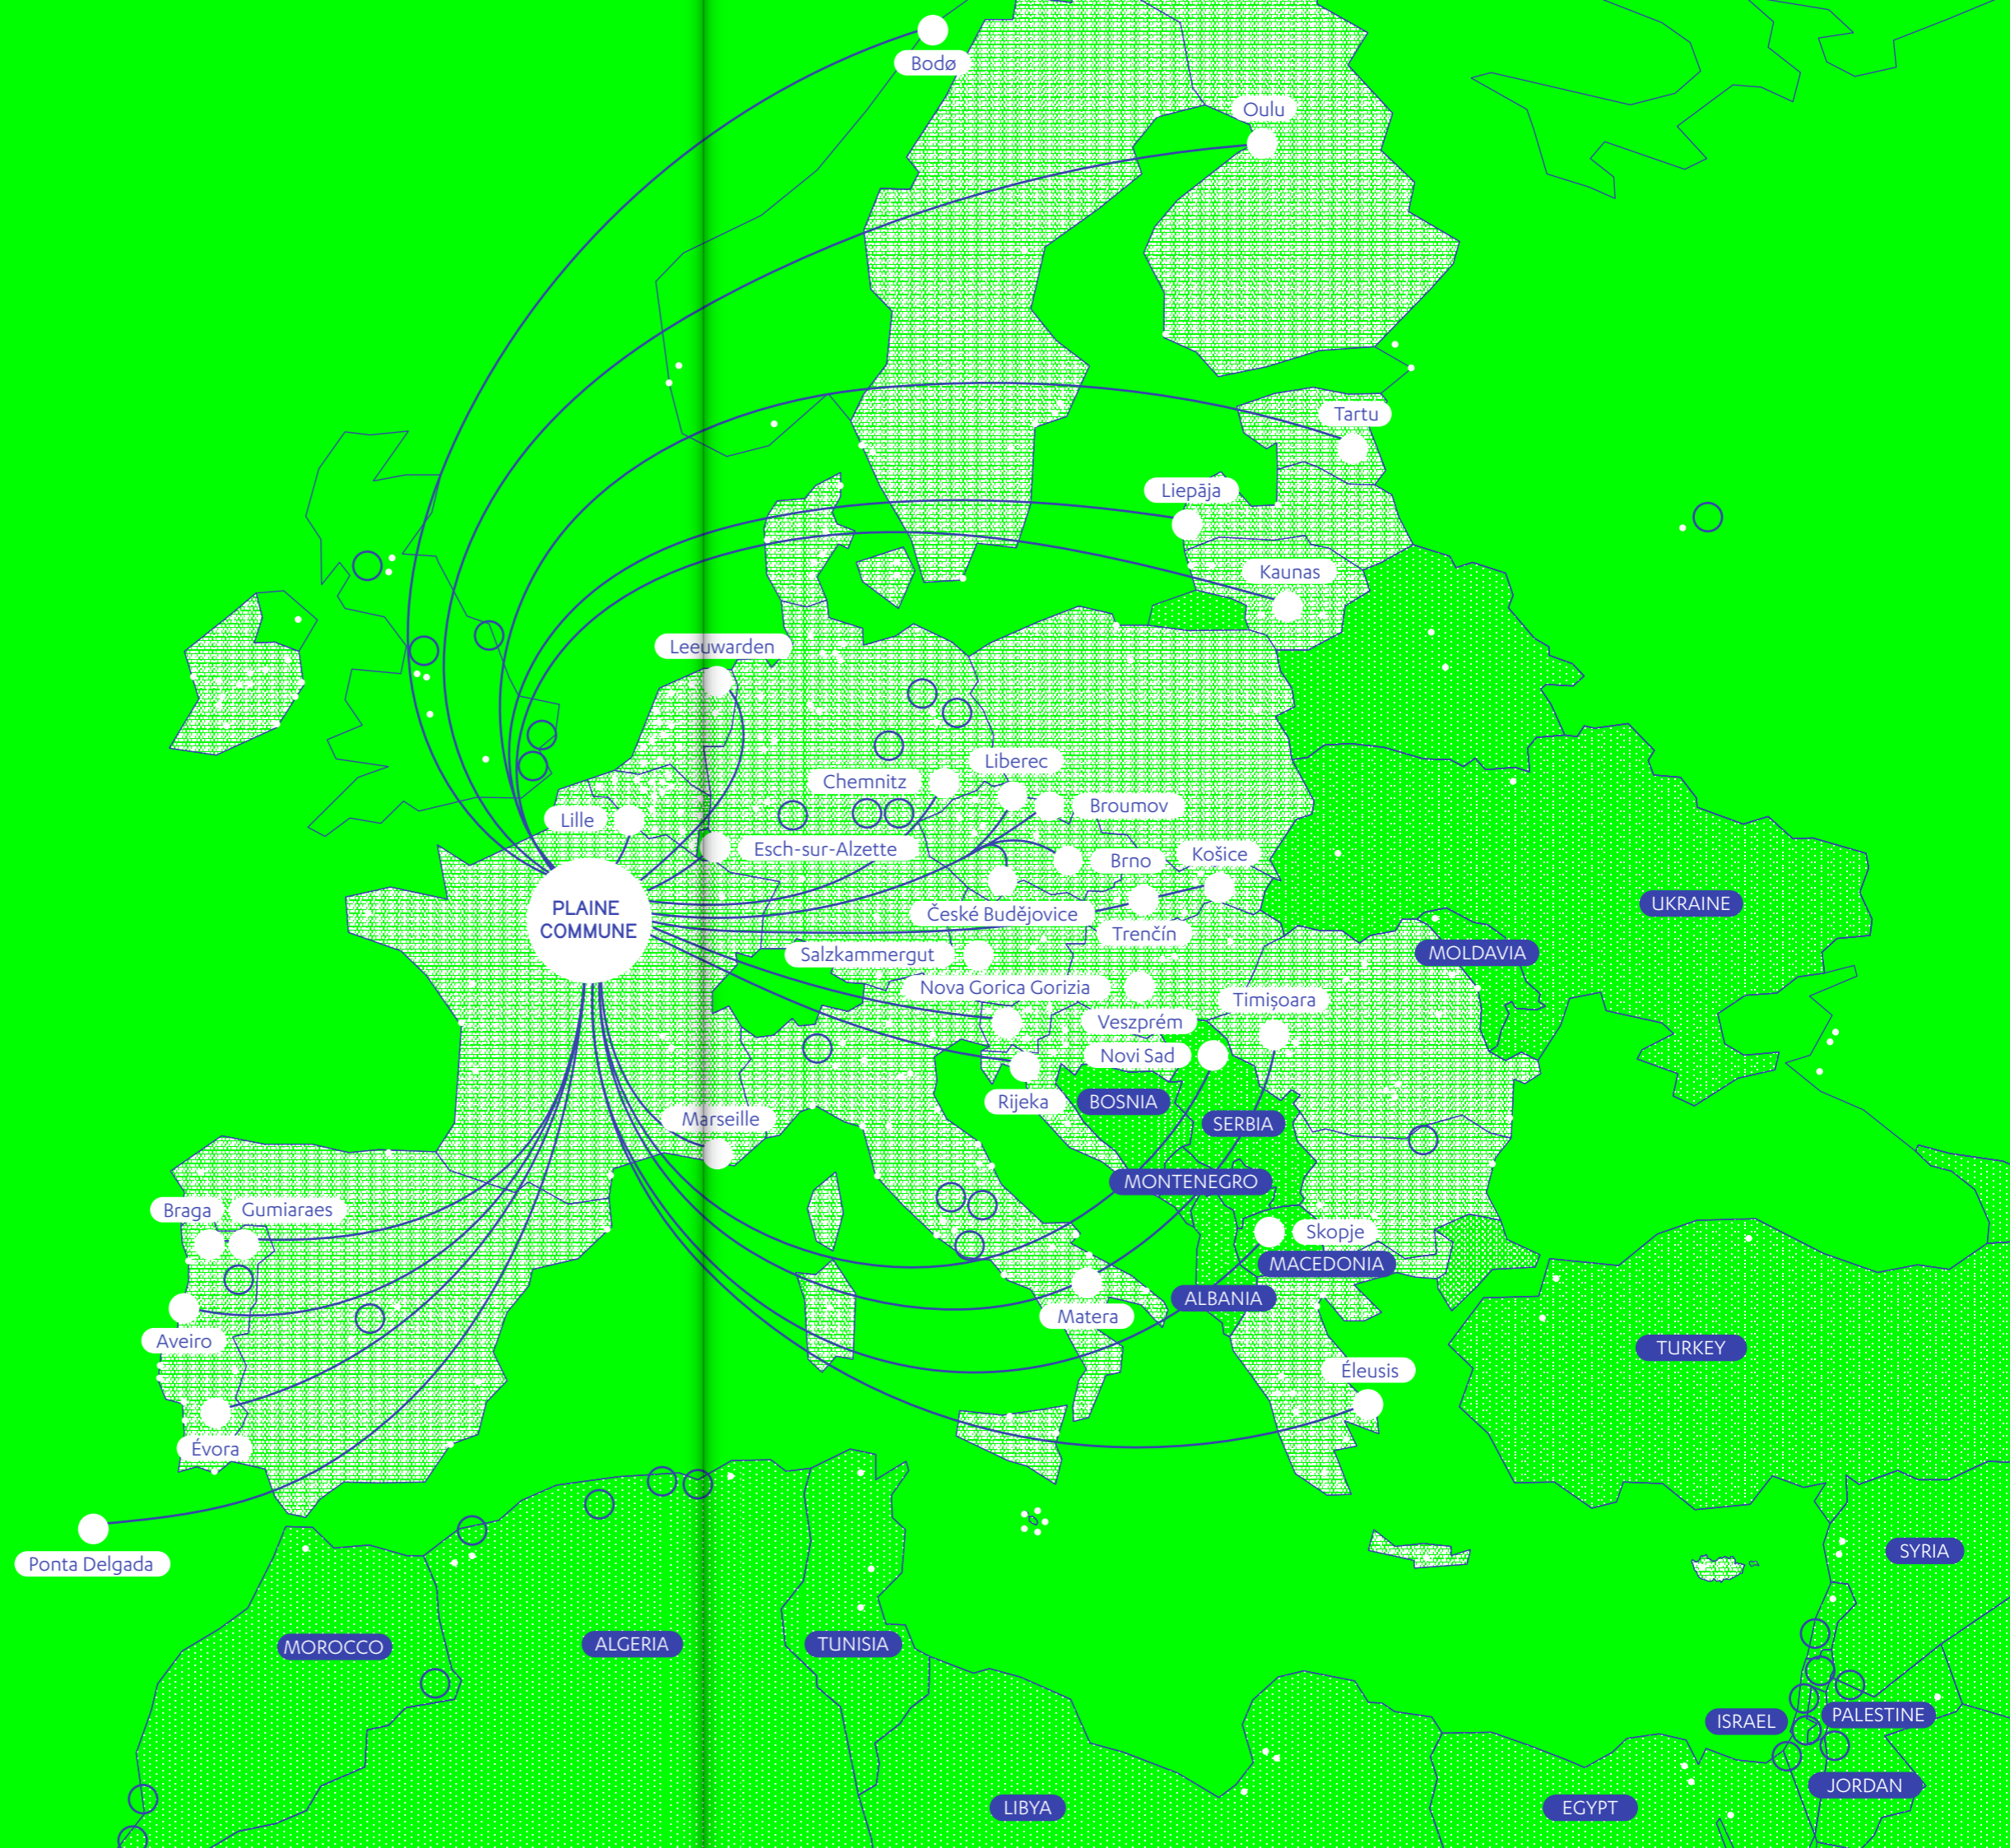 Bodø
Oulu
Tartu
Liepāja
Kaunas
Leeuwarden
Liberec
Chemnitz
Broumov
Lille
Esch-sur-Alzette
Brno
Košice
PLAINE
COMMUNE
České Budějovice
UKRAINE
Trenčín
MOLDAVIA
Salzkammergut
Nova Gorica Gorizia
Timișoara
Veszprém
Novi Sad
Rijeka
BOSNIA
Marseille
SERBIA
MONTENEGRO
Braga
Gumiaraes
Skopje
MACEDONIA
ALBANIA
Matera
Aveiro
TURKEY
Éleusis
Évora
Ponta Delgada
SYRIA
MOROCCO
ALGERIA
TUNISIA
ISRAEL
PALESTINE
JORDAN
LIBYA
EGYPT